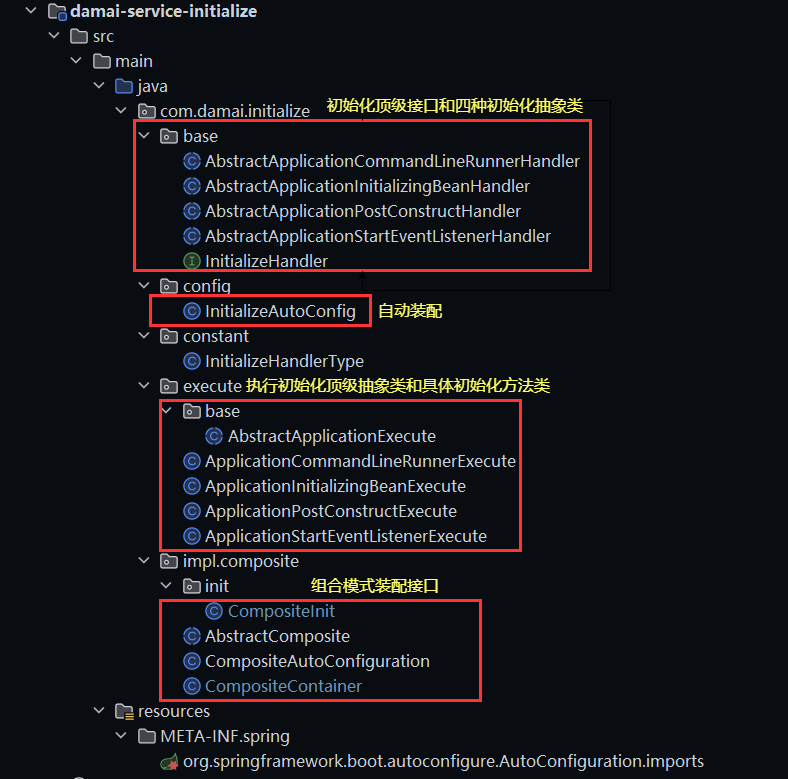 damai-service-initialize
src
main
java
com.damai.initialize 初始化顶级接口和四种初始化抽象类
base
AbstractApplicationCommandLineRunnerHandler
AbstractApplicationInitializingBeanHandler
AbstractApplicationPostConstructHandler
AbstractApplicationStartEventListenerHandler
InitializeHandler
config
InitializeAutoConfig 自动装配
constant
InitializeHandlerType
execute 执行初始化顶级抽象类和具体初始化方法类
base
AbstractApplicationExecute
ApplicationCommandLineRunnerExecute
ApplicationInitializingBeanExecute
ApplicationPostConstructExecute
ApplicationStartEventListenerExecute
impl.composite
init 组合模式装配接口
CompositeInit
AbstractComposite
CompositeAutoConfiguration
CompositeContainer
resources
META-INF.spring
org.springframework.boot.autoconfigure.AutoConfiguration.imports